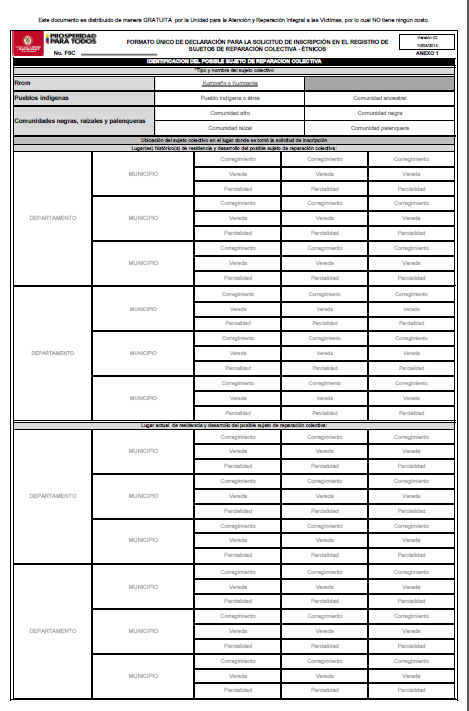 Este documento es distribuido de manera GRATUITA por la Unidad para la Atención y Reparación Integral a las Víctimas, por lo cual NO tiene ningún costo.
PROSPERIDAD
PARA TODOS
No. FSC
FORMATO ÚNICO DE DECLARACIÓN PARA LA SOLICITUD DE INSCRIPCIÓN EN EL REGISTRO DE
SUJETOS DE REPARACIÓN COLECTIVA - ÉTNICOS
Versión 02
10/04/2014
ANEXO 1
IDENTIFICACION DEL POSIBLE SUJETO DE REPARACION COLECTIVA
*Tipo y nombre del sujeto colectivo
Rrom Kumpañy o Kumpania
Pueblos indígenas Pueblo indígena o étnia Comunidad ancestral
Comunidades negras, raizales y palenqueras
Comunidad afro Comunidad negra
Comunidad raizal Comunidad palenquera
Ubicación del sujeto colectivo en el lugar donde se tomó la solicitud de inscripción
Lugar(es) histórico(s) de residencia y desarrollo del posible sujeto de reparación colectiva:
DEPARTAMENTO
MUNICIPIO
Corregimiento Corregimiento Corregimiento
Vereda Vereda Vereda
Parcialidad Parcialidad Parcialidad
MUNICIPIO
Corregimiento Corregimiento Corregimiento
Vereda Vereda Vereda
Parcialidad Parcialidad Parcialidad
MUNICIPIO
Corregimiento Corregimiento Corregimiento
Vereda Vereda Vereda
Parcialidad Parcialidad Parcialidad
DEPARTAMENTO
MUNICIPIO
Corregimiento Corregimiento Corregimiento
Vereda Vereda Vereda
Parcialidad Parcialidad Parcialidad
MUNICIPIO
Corregimiento Corregimiento Corregimiento
Vereda Vereda Vereda
Parcialidad Parcialidad Parcialidad
MUNICIPIO
Corregimiento Corregimiento Corregimiento
Vereda Vereda Vereda
Parcialidad Parcialidad Parcialidad
Lugar actual de residencia y desarrollo del posible sujeto de reparación colectiva:
DEPARTAMENTO
MUNICIPIO
Corregimiento Corregimiento Corregimiento
Vereda Vereda Vereda
Parcialidad Parcialidad Parcialidad
MUNICIPIO
Corregimiento Corregimiento Corregimiento
Vereda Vereda Vereda
Parcialidad Parcialidad Parcialidad
MUNICIPIO
Corregimiento Corregimiento Corregimiento
Vereda Vereda Vereda
Parcialidad Parcialidad Parcialidad
DEPARTAMENTO
MUNICIPIO
Corregimiento Corregimiento Corregimiento
Vereda Vereda Vereda
Parcialidad Parcialidad Parcialidad
MUNICIPIO
Corregimiento Corregimiento Corregimiento
Vereda Vereda Vereda
Parcialidad Parcialidad Parcialidad
MUNICIPIO
Corregimiento Corregimiento Corregimiento
Vereda Vereda Vereda
Parcialidad Parcialidad Parcialidad